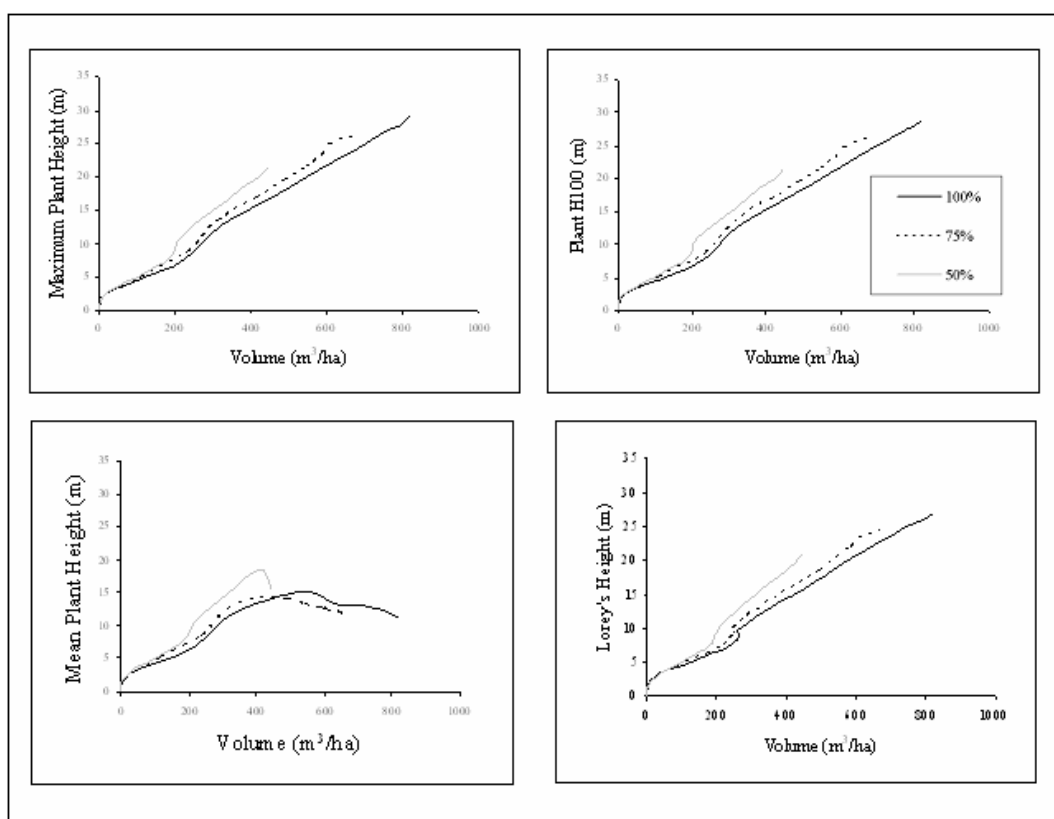 Maximum Plant Height (m)
35
30
25
20
15
10
5
0
0 200 400 600 800 1000
Volume (m³/ha)
Plant H100 (m)
35
30
25
20
15
10
5
0
0 200 400 600 800 1000
Volume (m³/ha)
100%
75%
50%
Mean Plant Height (m)
35
30
25
20
15
10
5
0
0 200 400 600 800 1000
Volume (m³/ha)
Lorey's Height (m)
35
30
25
20
15
10
5
0
0 200 400 600 800 1000
Volume (m³/ha)